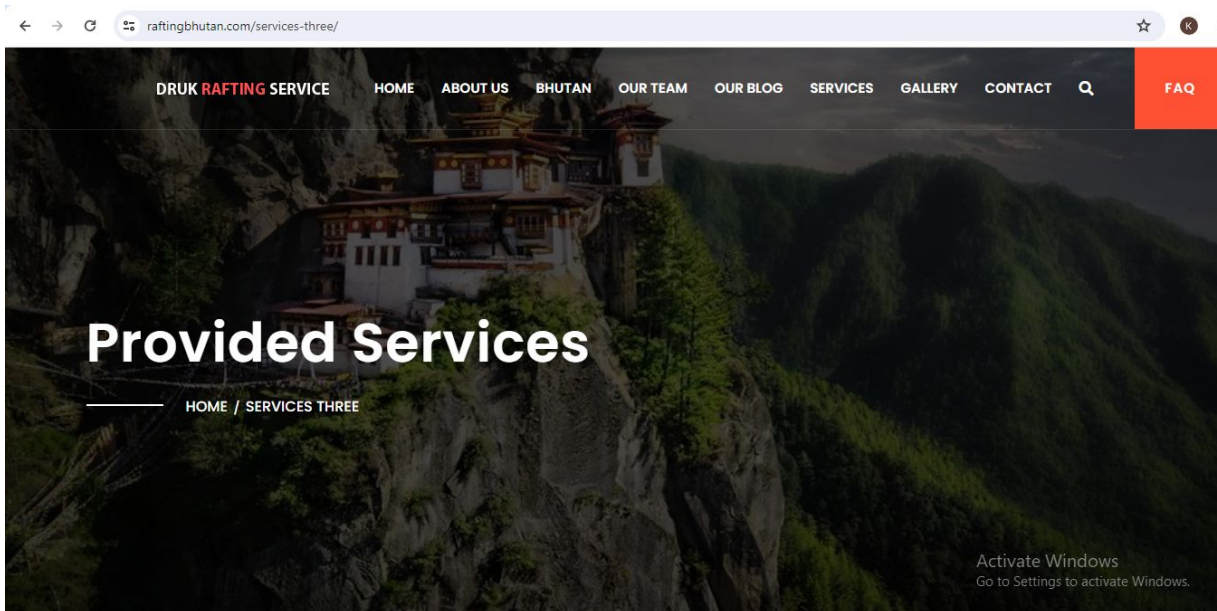 raftingbhutan.com/services-three/
K
DRUK RAFTING SERVICE HOME ABOUT US BHUTAN OUR TEAM OUR BLOG SERVICES GALLERY CONTACT FAQ
Provided Services
HOME / SERVICES THREE
Activate Windows
Go to Settings to activate Windows.